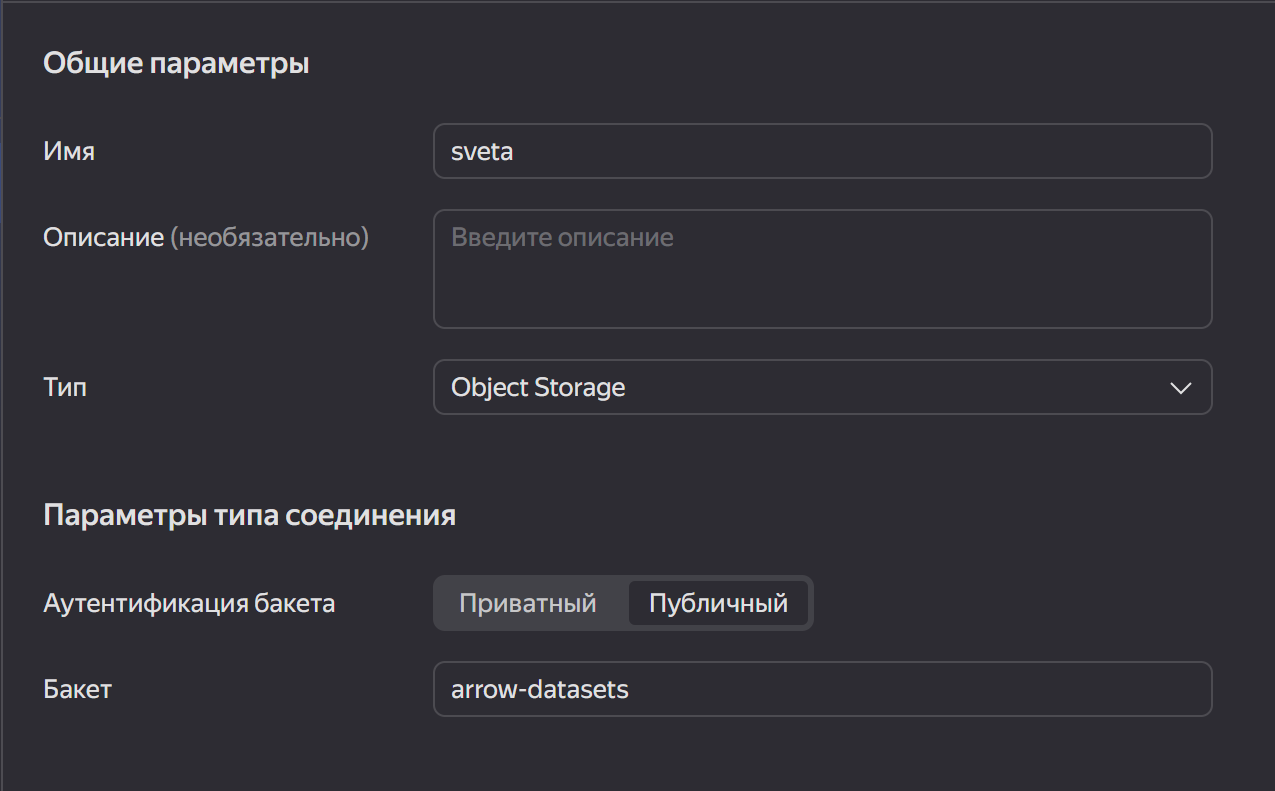 Общие параметры
Имя
sveta
Описание (необязательно)
Введите описание
Тип
Object Storage
Параметры типа соединения
Аутентификация бакета
Приватный Публичный
Бакет
arrow-datasets